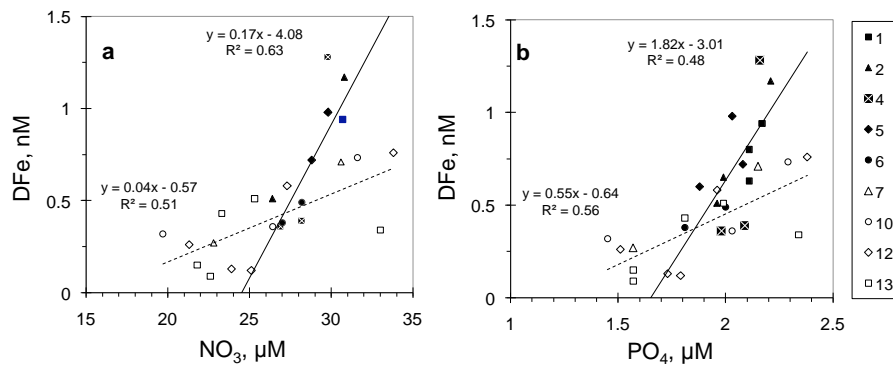 a
y = 0.17x - 4.08
R² = 0.63
y = 0.04x - 0.57
R² = 0.51
1.5
1
0.5
0
15
20
25
30
35
DFe, nM
NO3, µM
b
y = 1.82x - 3.01
R² = 0.48
y = 0.55x - 0.64
R² = 0.56
1.5
1
0.5
0
1
1.5
2
2.5
DFe, nM
PO4, µM
1
2
4
5
6
7
10
12
13